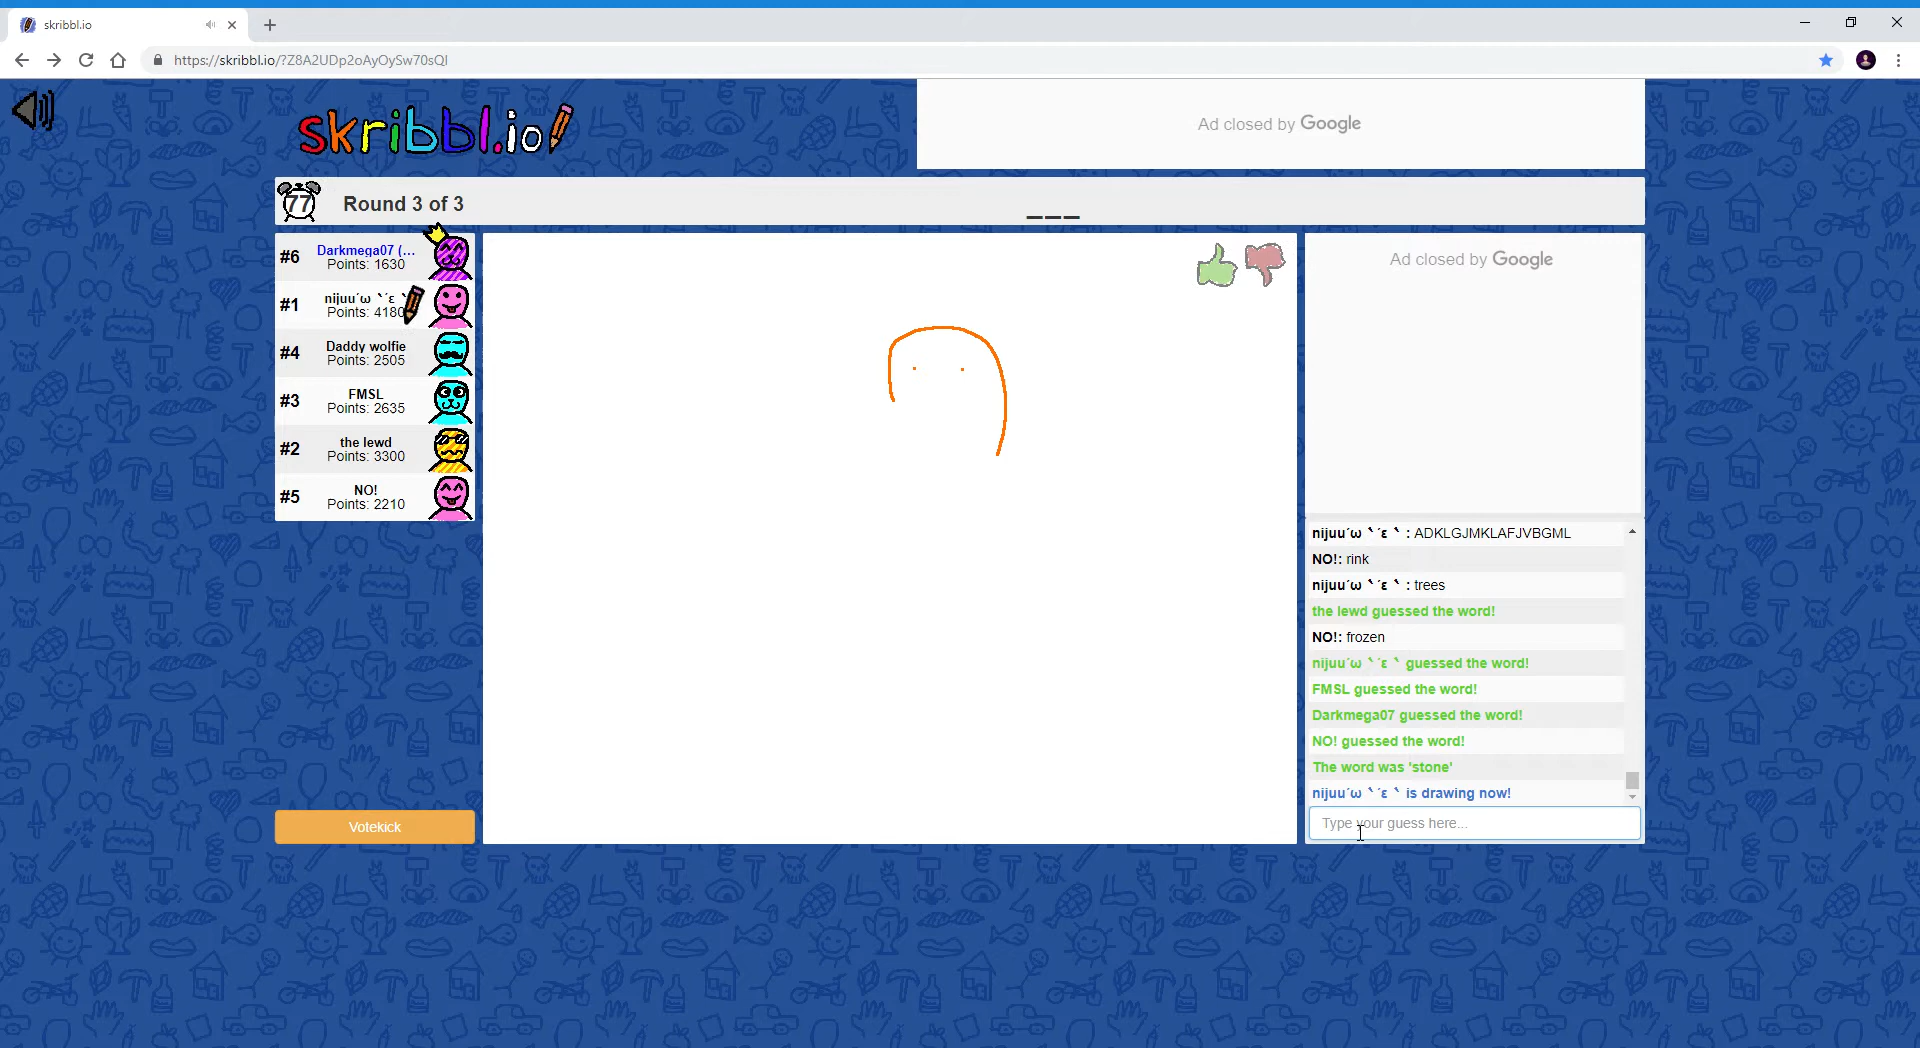 skribbl.io
https://skribbl.io/?Z8A2UDp2oAyOySw70sQI
skribbl.io
Ad closed by Google
77
Round 3 of 3
___
#6
Darkmega07 (...
Points: 1630
#1
nijuu´ω｀´ε｀
Points: 4180
#4
Daddy wolfie
Points: 2505
#3
FMSL
Points: 2635
#2
the lewd
Points: 3300
#5
NO!
Points: 2210
Votekick
Ad closed by Google
nijuu´ω｀´ε｀: ADKLGJMKLAFJVBGML
NO!: rink
nijuu´ω｀´ε｀: trees
the lewd guessed the word!
NO!: frozen
nijuu´ω｀´ε｀ guessed the word!
FMSL guessed the word!
Darkmega07 guessed the word!
NO! guessed the word!
The word was 'stone'
nijuu´ω｀´ε｀ is drawing now!
Type your guess here...